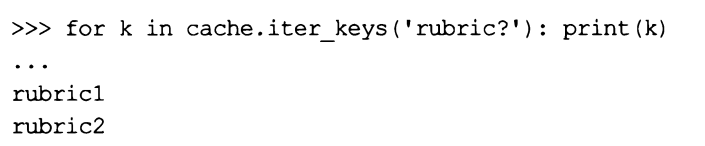 >>> for k in cache.iter_keys('rubric?'): print(k)
...
rubric1
rubric2